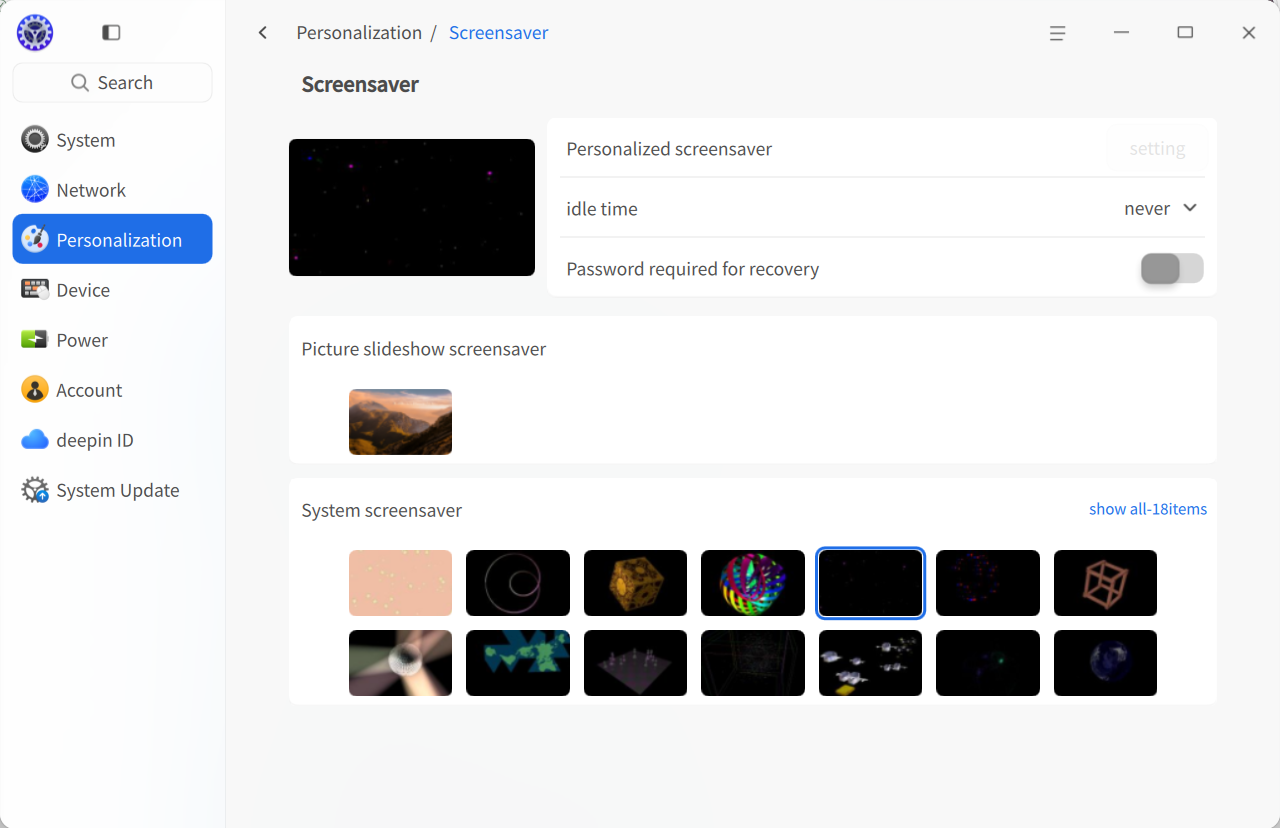 Personalization / Screensaver
Search
Screensaver
System
Network
Personalization
Device
Power
Account
deepin ID
System Update
Personalized screensaver
setting
idle time
never
Password required for recovery
Picture slideshow screensaver
System screensaver
show all-18items